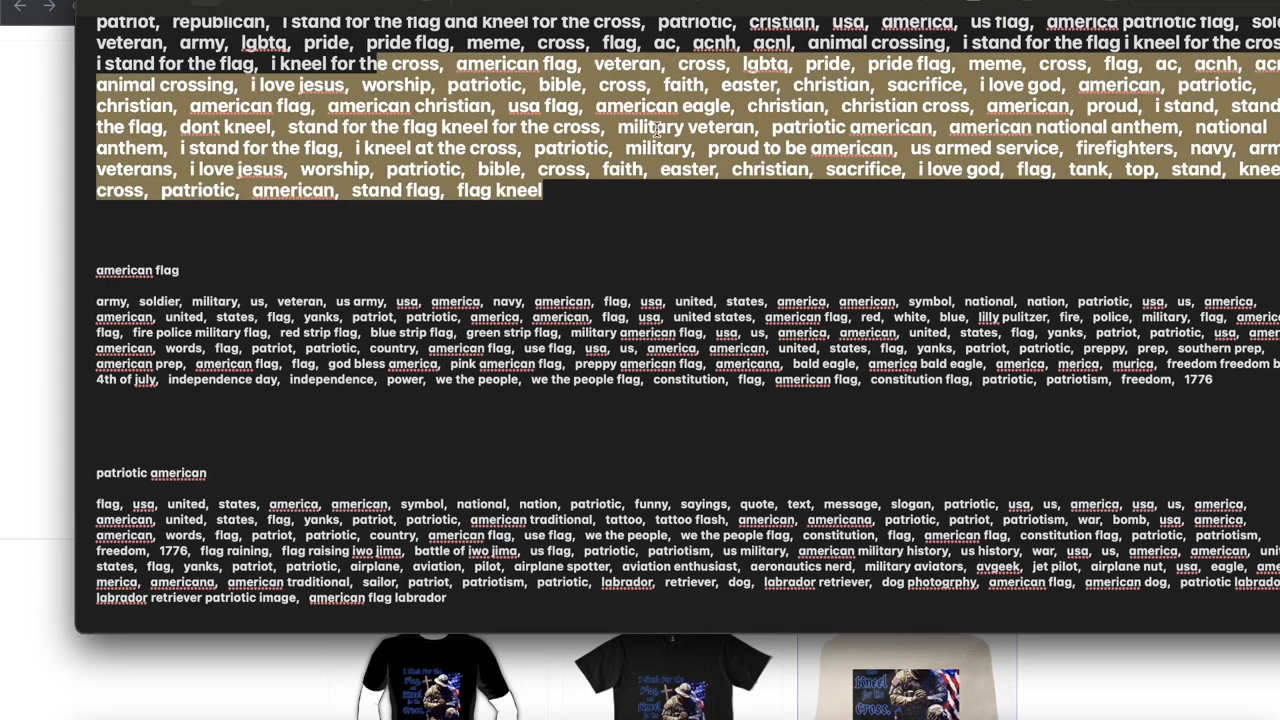 patriot, republican, i stand for the flag and kneel for the cross, patriotic, cristian, usa, america, us flag, america patriotic flag,
veteran, army, lgbtq, pride, pride flag, meme, cross, flag, ac, acnh, acnl, animal crossing, i stand for the flag i kneel for the cross
i stand for the flag, i kneel for the cross, american flag, veteran, cross, lgbtq, pride, pride flag, meme, cross, flag, ac, acnh,
animal crossing, i love jesus, worship, patriotic, bible, cross, faith, easter, christian, sacrifice, i love god, american, patriotic,
christian, american flag, american christian, usa flag, american eagle, christian, christian cross, american, proud, i stand, stand
the flag, dont kneel, stand for the flag kneel for the cross, military veteran, patriotic american, american national anthem, national
anthem, i stand for the flag, i kneel at the cross, patriotic, military, proud to be american, us armed service, firefighters, navy,
veterans, i love jesus, worship, patriotic, bible, cross, faith, easter, christian, sacrifice, i love god, flag, tank, top, stand,
cross, patriotic, american, stand flag, flag kneel
american flag
army, soldier, military, us, veteran, us army, usa, america, navy, american, flag, usa, united, states, america, american, symbol, national, nation, patriotic, usa, us, america,
american, united, states, flag, yanks, patriot, patriotic, america, american, flag, usa, united states, american flag, red, white, blue, lilly pulitzer, fire, police, military, flag,
flag, fire police military flag, red strip flag, blue strip flag, green strip flag, military american flag, usa, us, america, american, united, states, flag, yanks, patriot, patriotic, usa,
american, words, flag, patriot, patriotic, country, american flag, use flag, usa, us, america, american, united, states, flag, yanks, patriot, patriotic, preppy, prep, southern prep,
american prep, american flag, flag, god bless america, pink american flag, preppy american flag, americana, bald eagle, america bald eagle, america, merica, murica, freedom freedom
4th of july, independence day, independence, power, we the people, we the people flag, constitution, flag, american flag, constitution flag, patriotic, patriotism, freedom, 1776
patriotic american
flag, usa, united, states, america, american, symbol, national, nation, patriotic, funny, sayings, quote, text, message, slogan, patriotic, usa, us, america, usa, us, america,
american, united, states, flag, yanks, patriot, patriotic, american traditional, tattoo, tattoo flash, american, americana, patriotic, patriot, patriotism, war, bomb, usa, america,
american, words, flag, patriot, patriotic, country, american flag, use flag, we the people, we the people flag, constitution, flag, american flag, constitution flag, patriotic, patriotism,
freedom, 1776, flag raining, flag raising iwo jima, battle of iwo jima, us flag, patriotic, patriotism, us military, american military history, us history, war, usa, us, america, american,
states, flag, yanks, patriot, patriotic, airplane, aviation, pilot, airplane spotter, aviation enthusiast, aeronautics nerd, military aviators, avgeek, jet pilot, airplane nut, usa, eagle,
merica, americana, american traditional, sailor, patriot, patriotism, patriotic, labrador, retriever, dog, labrador retriever, dog photogrphy, american flag, american dog, patriotic
labrador retriever patriotic image, american flag labrador
I Stand For the
Flag
and
Kneel
for the
Cross.
I Stand For the
Flag
and
Kneel
for the
Cross.
Kneel
for the
Cross.